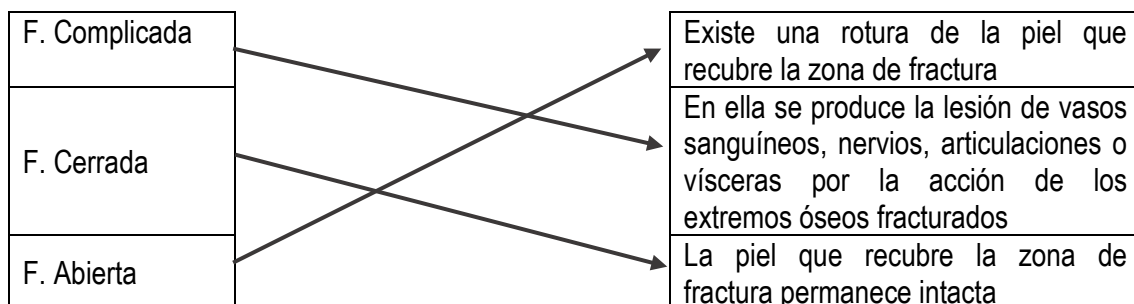 F. Complicada
F. Cerrada
F. Abierta
Existe una rotura de la piel que
recubre la zona de fractura
En ella se produce la lesión de vasos
sanguíneos, nervios, articulaciones o
vísceras por la acción de los
extremos óseos fracturados
La piel que recubre la zona de
fractura permanece intacta